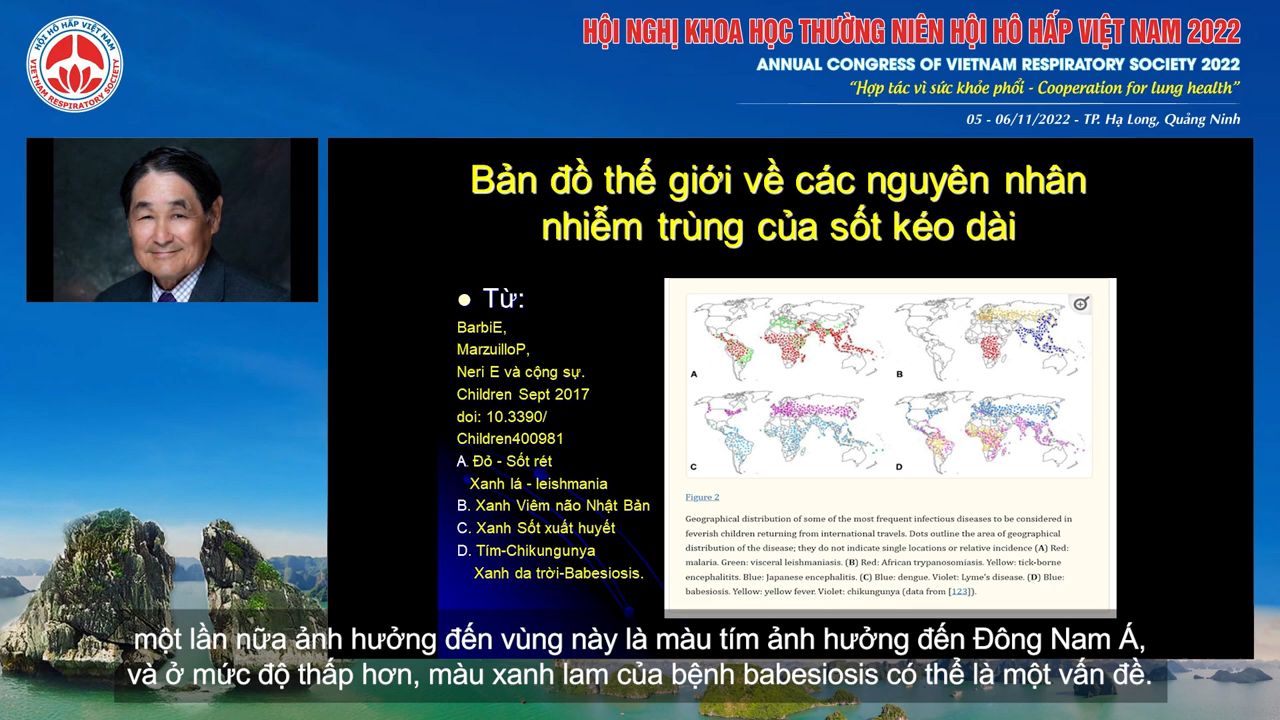 HỘI HÔ HẤP VIỆT NAM
VIETNAM RESPIRATORY SOCIETY
HỘI NGHỊ KHOA HỌC THƯỜNG NIÊN HỘI HÔ HẤP VIỆT NAM 2022
ANNUAL CONGRESS OF VIETNAM RESPIRATORY SOCIETY 2022
“Hợp tác vì sức khỏe phổi - Cooperation for lung health”
05 - 06/11/2022 - TP. Hạ Long, Quảng Ninh
Bản đồ thế giới về các nguyên nhân
nhiễm trùng của sốt kéo dài
● Từ:
BarbiE,
MarzuilloP,
Neri E và cộng sự.
Children Sept 2017
doi: 10.3390/
Children400981
A. Đỏ - Sốt rét
Xanh lá - leishmania
B. Xanh Viêm não Nhật Bản
C. Xanh Sốt xuất huyết
D. Tím-Chikungunya
Xanh da trời-Babesiosis.
A
B
C
D
Figure 2
Geographical distribution of some of the most frequent infectious diseases to be considered in
feverish children returning from international travels. Dots outline the area of geographical
distribution of the disease; they do not indicate single locations or relative incidence (A) Red:
malaria. Green: visceral leishmaniasis. (B) Red: African trypanosomiasis. Yellow: tick-borne
encephalitits. Blue: Japanese encephalitis. (C) Blue: dengue. Violet: Lyme's disease. (D) Blue:
babesiosis. Yellow: yellow fever. Violet: chikungunya (data from [123]).
một lần nữa ảnh hưởng đến vùng này là màu tím ảnh hưởng đến Đông Nam Á,
và ở mức độ thấp hơn, màu xanh lam của bệnh babesiosis có thể là một vấn đề.